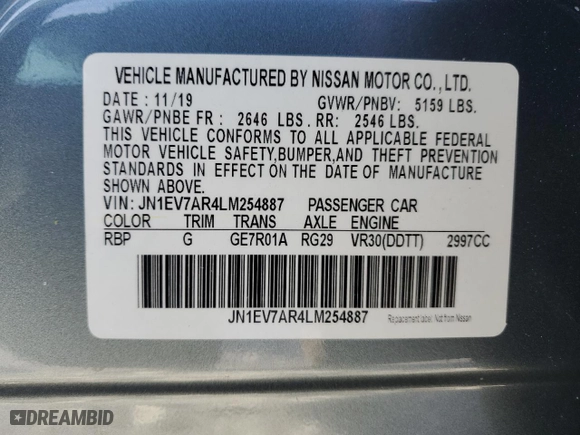 VEHICLE MANUFACTURED BY NISSAN MOTOR CO., LTD.
DATE : 11/19 GVWR/PNBV: 5159 LBS.
GAWR/PNBE FR : 2646 LBS. RR: 2546 LBS.
THIS VEHICLE CONFORMS TO ALL APPLICABLE FEDERAL
MOTOR VEHICLE SAFETY,BUMPER,AND THEFT PREVENTION
STANDARDS IN EFFECT ON THE DATE OF MANUFACTURE
SHOWN ABOVE.
VIN: JN1EV7AR4LM254887 PASSENGER CAR
COLOR TRIM TRANS AXLE ENGINE
RBP G GE7R01A RG29 VR30(DDTT) 2997CC
JN1EV7AR4LM254887
Replacement label: Not from Nissan
DREAMBID